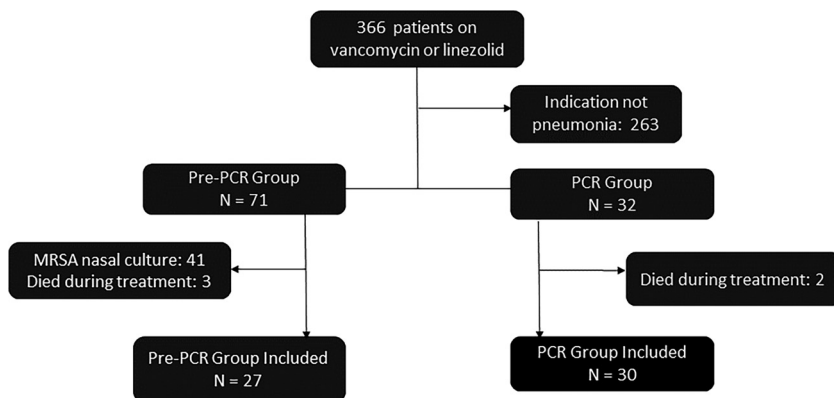 366 patients on
vancomycin or linezolid
Indication not
pneumonia: 263
Pre-PCR Group
N = 71
PCR Group
N = 32
MRSA nasal culture: 41
Died during treatment: 3
Died during treatment: 2
Pre-PCR Group Included
N = 27
PCR Group Included
N = 30